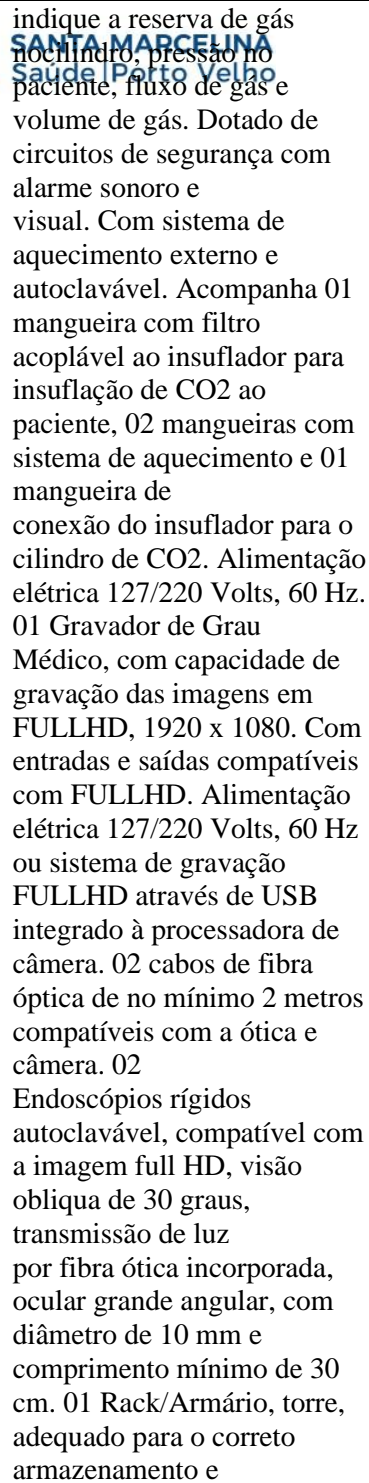 indique a reserva de gás
SANTA MARCELINA
nocilindro, pressão no
Saúde | Porto Velho
paciente, fluxo de gás e
volume de gás. Dotado de
circuitos de segurança com
alarme sonoro e
visual. Com sistema de
aquecimento externo e
autoclavável. Acompanha 01
mangueira com filtro
acoplável ao insuflador para
insuflação de CO2 ao
paciente, 02 mangueiras com
sistema de aquecimento e 01
mangueira de
conexão do insuflador para o
cilindro de CO2. Alimentação
elétrica 127/220 Volts, 60 Hz.
01 Gravador de Grau
Médico, com capacidade de
gravação das imagens em
FULLHD, 1920 x 1080. Com
entradas e saídas compatíveis
com FULLHD. Alimentação
elétrica 127/220 Volts, 60 Hz
ou sistema de gravação
FULLHD através de USB
integrado à processadora de
câmera. 02 cabos de fibra
óptica de no mínimo 2 metros
compatíveis com a ótica e
câmera. 02
Endoscópios rígidos
autoclavável, compatível com
a imagem full HD, visão
obliqua de 30 graus,
transmissão de luz
por fibra ótica incorporada,
ocular grande angular, com
diâmetro de 10 mm e
comprimento mínimo de 30
cm. 01 Rack/Armário, torre,
adequado para o correto
armazenamento e